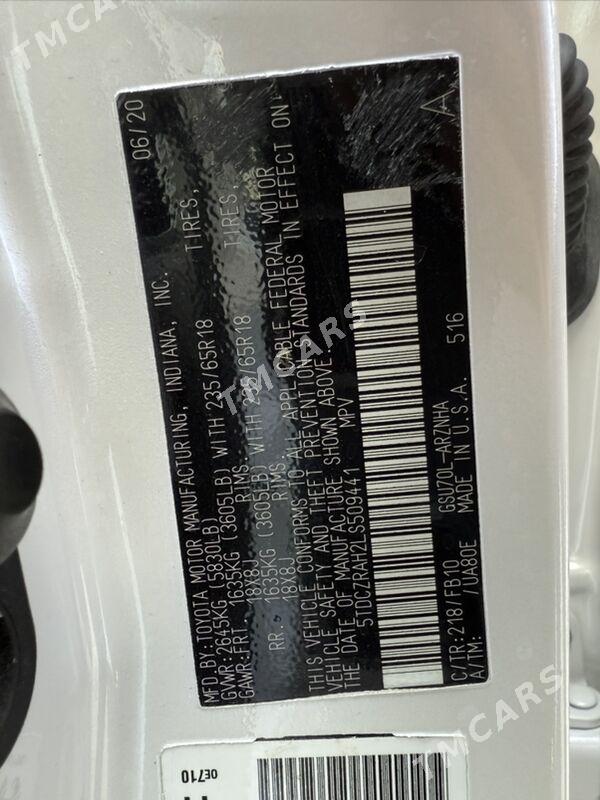 MFD.BY:TOYOTA MOTOR MANUFACTURING, INDIANA, INC. 06/20
GVWR:2645KG (5830LB)
GAWR:FRT 1635KG (3605LB) WITH 235/65R18 TIRES,
18X8J RIMS
RR. 1635KG (3605LB) WITH 235/65R18 TIRES,
18X8J RIMS
THIS VEHICLE CONFORMS TO ALL APPLICABLE FEDERAL MOTOR
VEHICLE SAFETY AND THEFT PREVENTION STANDARDS IN EFFECT ON
THE DATE OF MANUFACTURE SHOWN ABOVE.
5TDCZRAH2LS509441 MPV A
C/TR:218/FB10 GSU70L-ARZNHA 516
A/TM: /UA80E MADE IN U.S.A.
0E710
TMCARS
TMCARS
TMCARS